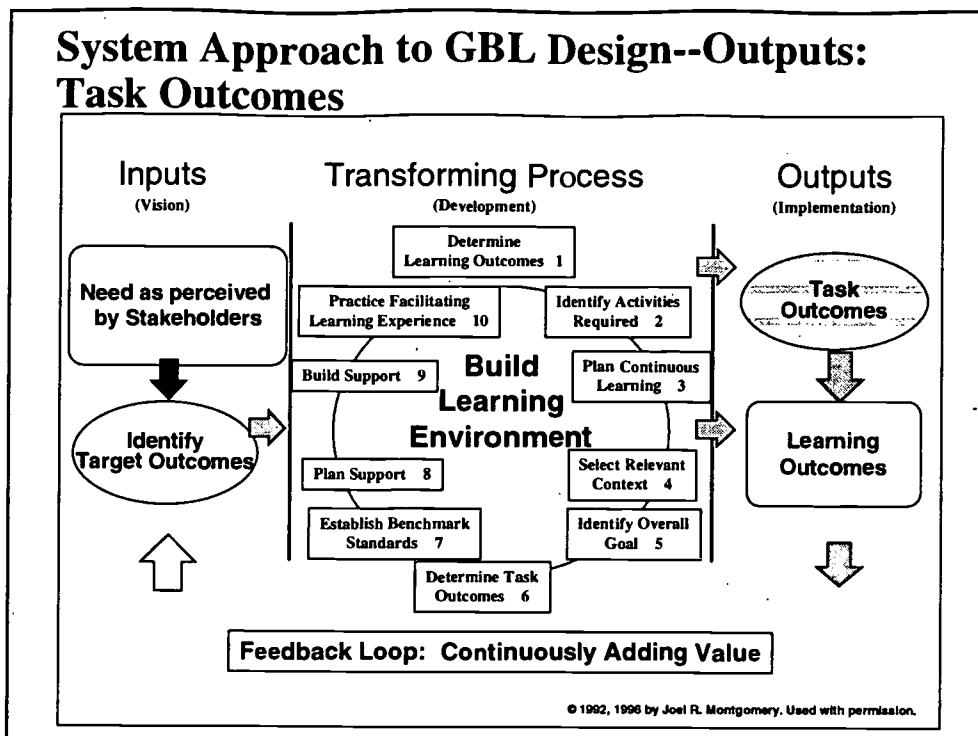 System Approach to GBL Design--Outputs:
Task Outcomes
Inputs
(Vision)
Transforming Process
(Development)
Outputs
(Implementation)
Need as perceived
by Stakeholders
Identify
Target Outcomes
Determine
Learning Outcomes 1
Identify Activities
Required 2
Plan Continuous
Learning 3
Select Relevant
Context 4
Identify Overall
Goal 5
Determine Task
Outcomes 6
Establish Benchmark
Standards 7
Plan Support 8
Build Support 9
Practice Facilitating
Learning Experience 10
Build
Learning
Environment
Task
Outcomes
Learning
Outcomes
Feedback Loop: Continuously Adding Value
© 1992, 1996 by Joel R. Montgomery. Used with permission.